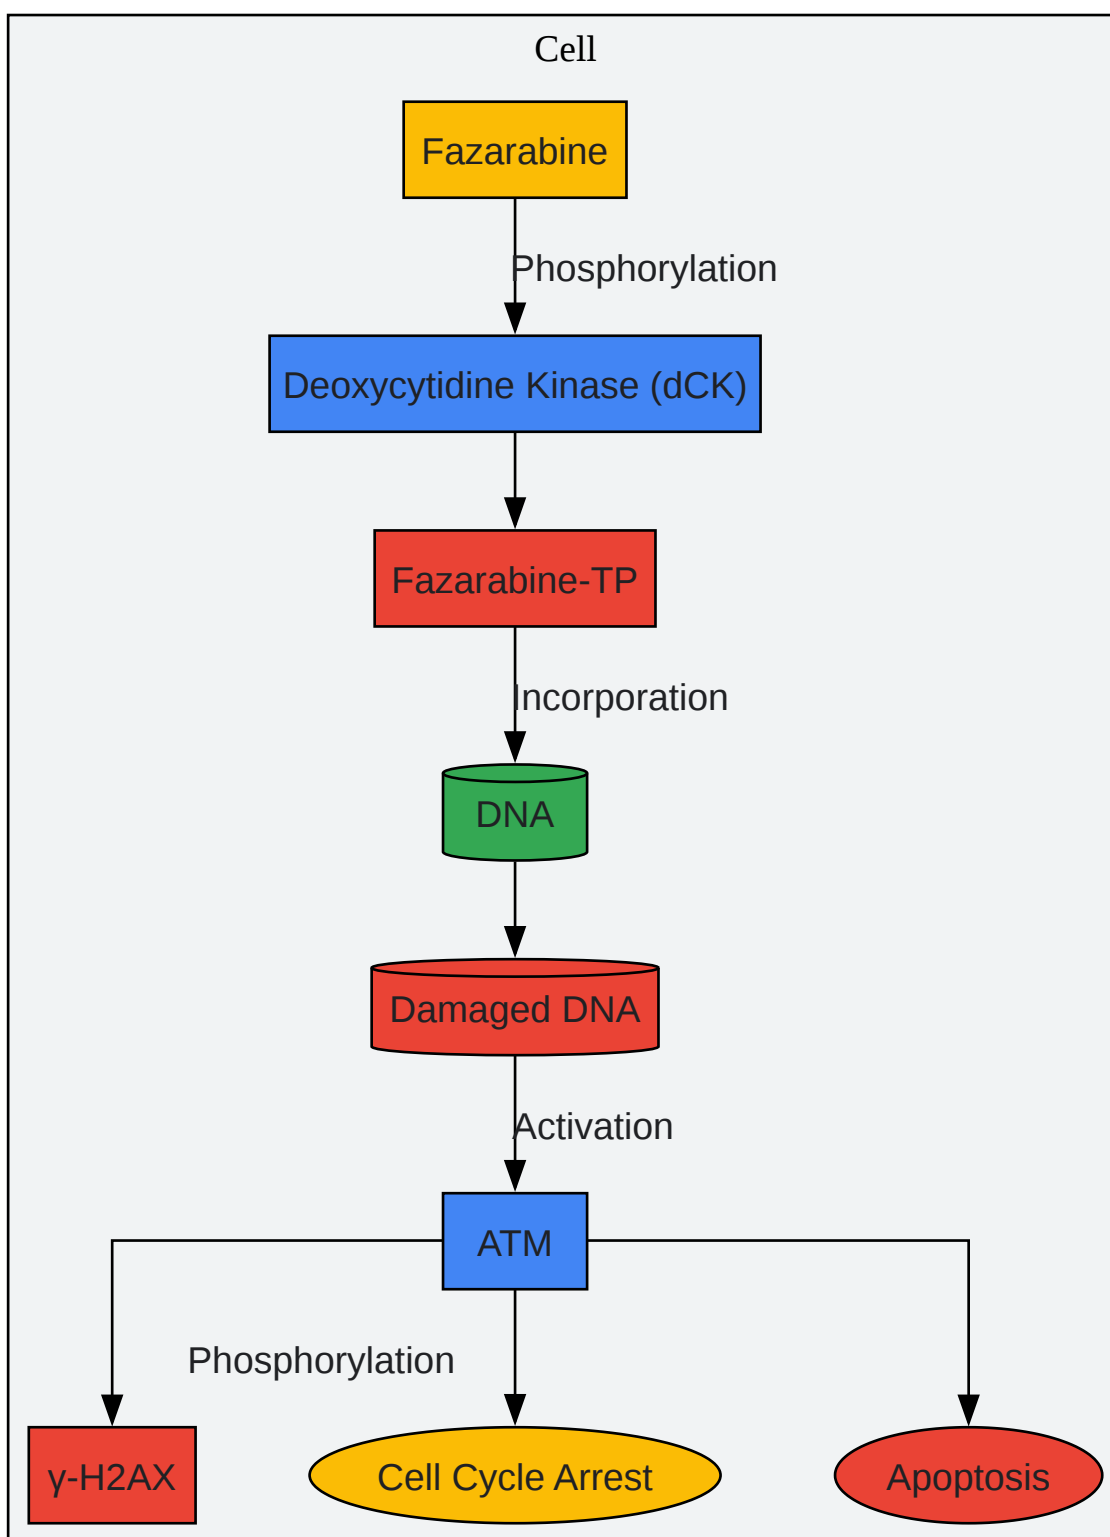 Cell
Fazarabine
Phosphorylation
Deoxycytidine Kinase (dCK)
Fazarabine-TP
Incorporation
DNA
Damaged DNA
Activation
ATM
Phosphorylation
γ-H2AX
Cell Cycle Arrest
Apoptosis